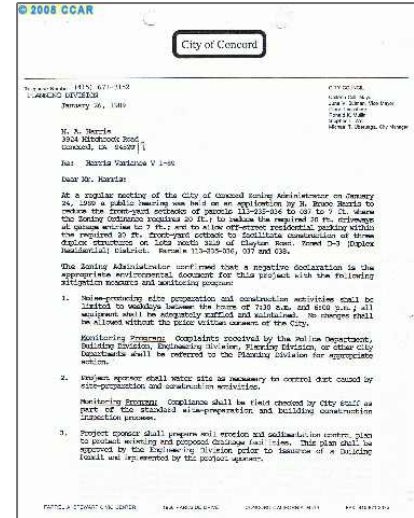 © 2008 CCAR
City of Concord
Telephone Number (415) 671-3152
PLANNING DIVISION
CITY COUNCIL
January 26, 1989
Concord, CA 94520
Re: Harris Variance V 1-89
Dear Mr. Harris:
At a regular meeting of the City of Concord Zoning Administrator on January
24, 1989 a public hearing was held on an application by H. Bruce Harris to
reduce the front-yard setbacks of parcels 113-235-036 to 037 to 7 ft. where
the Zoning Ordinance requires 20 ft.; to reduce the required 20 ft. driveways
at garage entries to 7 ft.; and to allow off-street residential parking within
the required 20 ft. front-yard setback to facilitate construction of three
duplex structures on lots north 3219 of Clayton Road. Zoned D-3 (Duplex
Residential) District. Parcels 113-235-036, 037 and 038.
The Zoning Administrator confirmed that a negative declaration is the
appropriate environmental document for this project with the following
mitigation measures and monitoring program:
1. Noise-producing site preparation and construction activities shall be
limited to weekdays between the hours of 7:30 a.m. and 6:00 p.m.; all
equipment shall be adequately muffled and maintained. No changes shall
be allowed without the prior written consent of the City.
Monitoring Program: Complaints received by the Police Department,
Building Division, Engineering Division, Planning Division, or other City
Departments shall be referred to the Planning Division for appropriate
action.
2. Project sponsor shall water site as necessary to control dust caused by
site-preparation and construction activities.
Monitoring Program: Compliance shall be field checked by City Staff as
part of the standard site-preparation and building construction
inspection process.
3. Project sponsor shall prepare soil erosion and sedimentation control plan
to protect existing and proposed drainage facilities. This plan shall be
approved by the Engineering Division prior to issuance of a Building
Permit and implemented by the project sponsor.